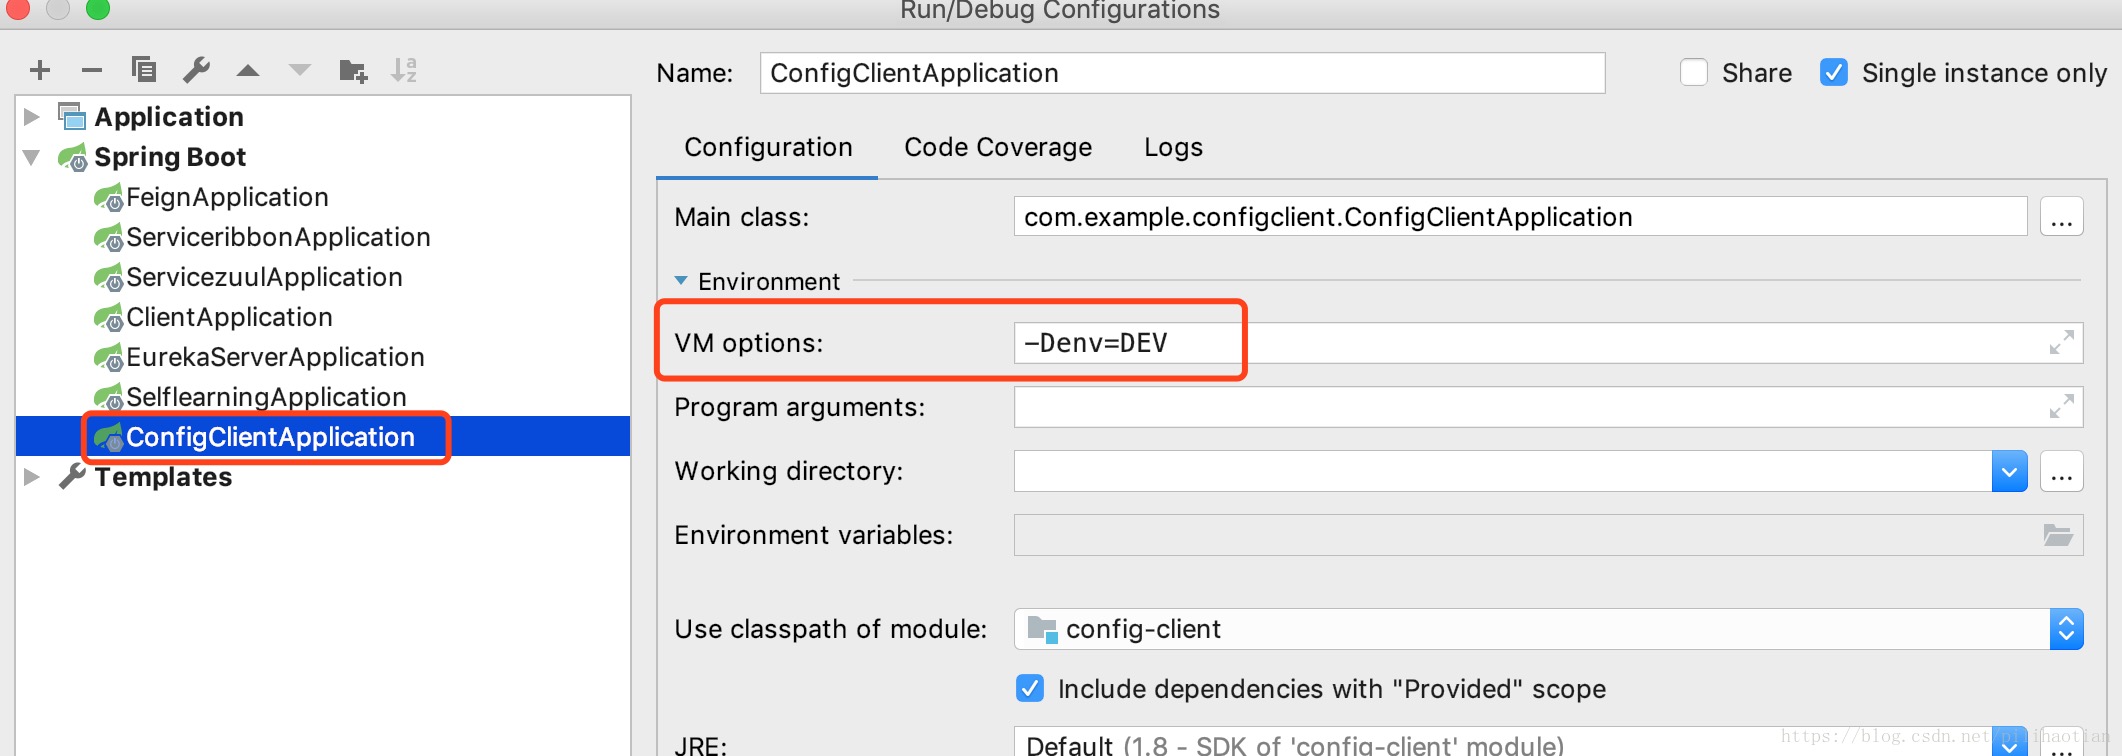 Run/Debug Configurations
Name: ConfigClientApplication Share Single instance only
Application
Spring Boot
FeignApplication
ServiceribbonApplication
ServicezuulApplication
ClientApplication
EurekaServerApplication
SelflearningApplication
ConfigClientApplication
Templates
Configuration Code Coverage Logs
Main class: com.example.configclient.ConfigClientApplication ...
Environment
VM options: -Denv=DEV
Program arguments:
Working directory: ...
Environment variables:
Use classpath of module: config-client
Include dependencies with "Provided" scope
JRE: Default (1.8 - SDK of 'config-client' module) ...
https://blog.csdn.net/pilihaotian